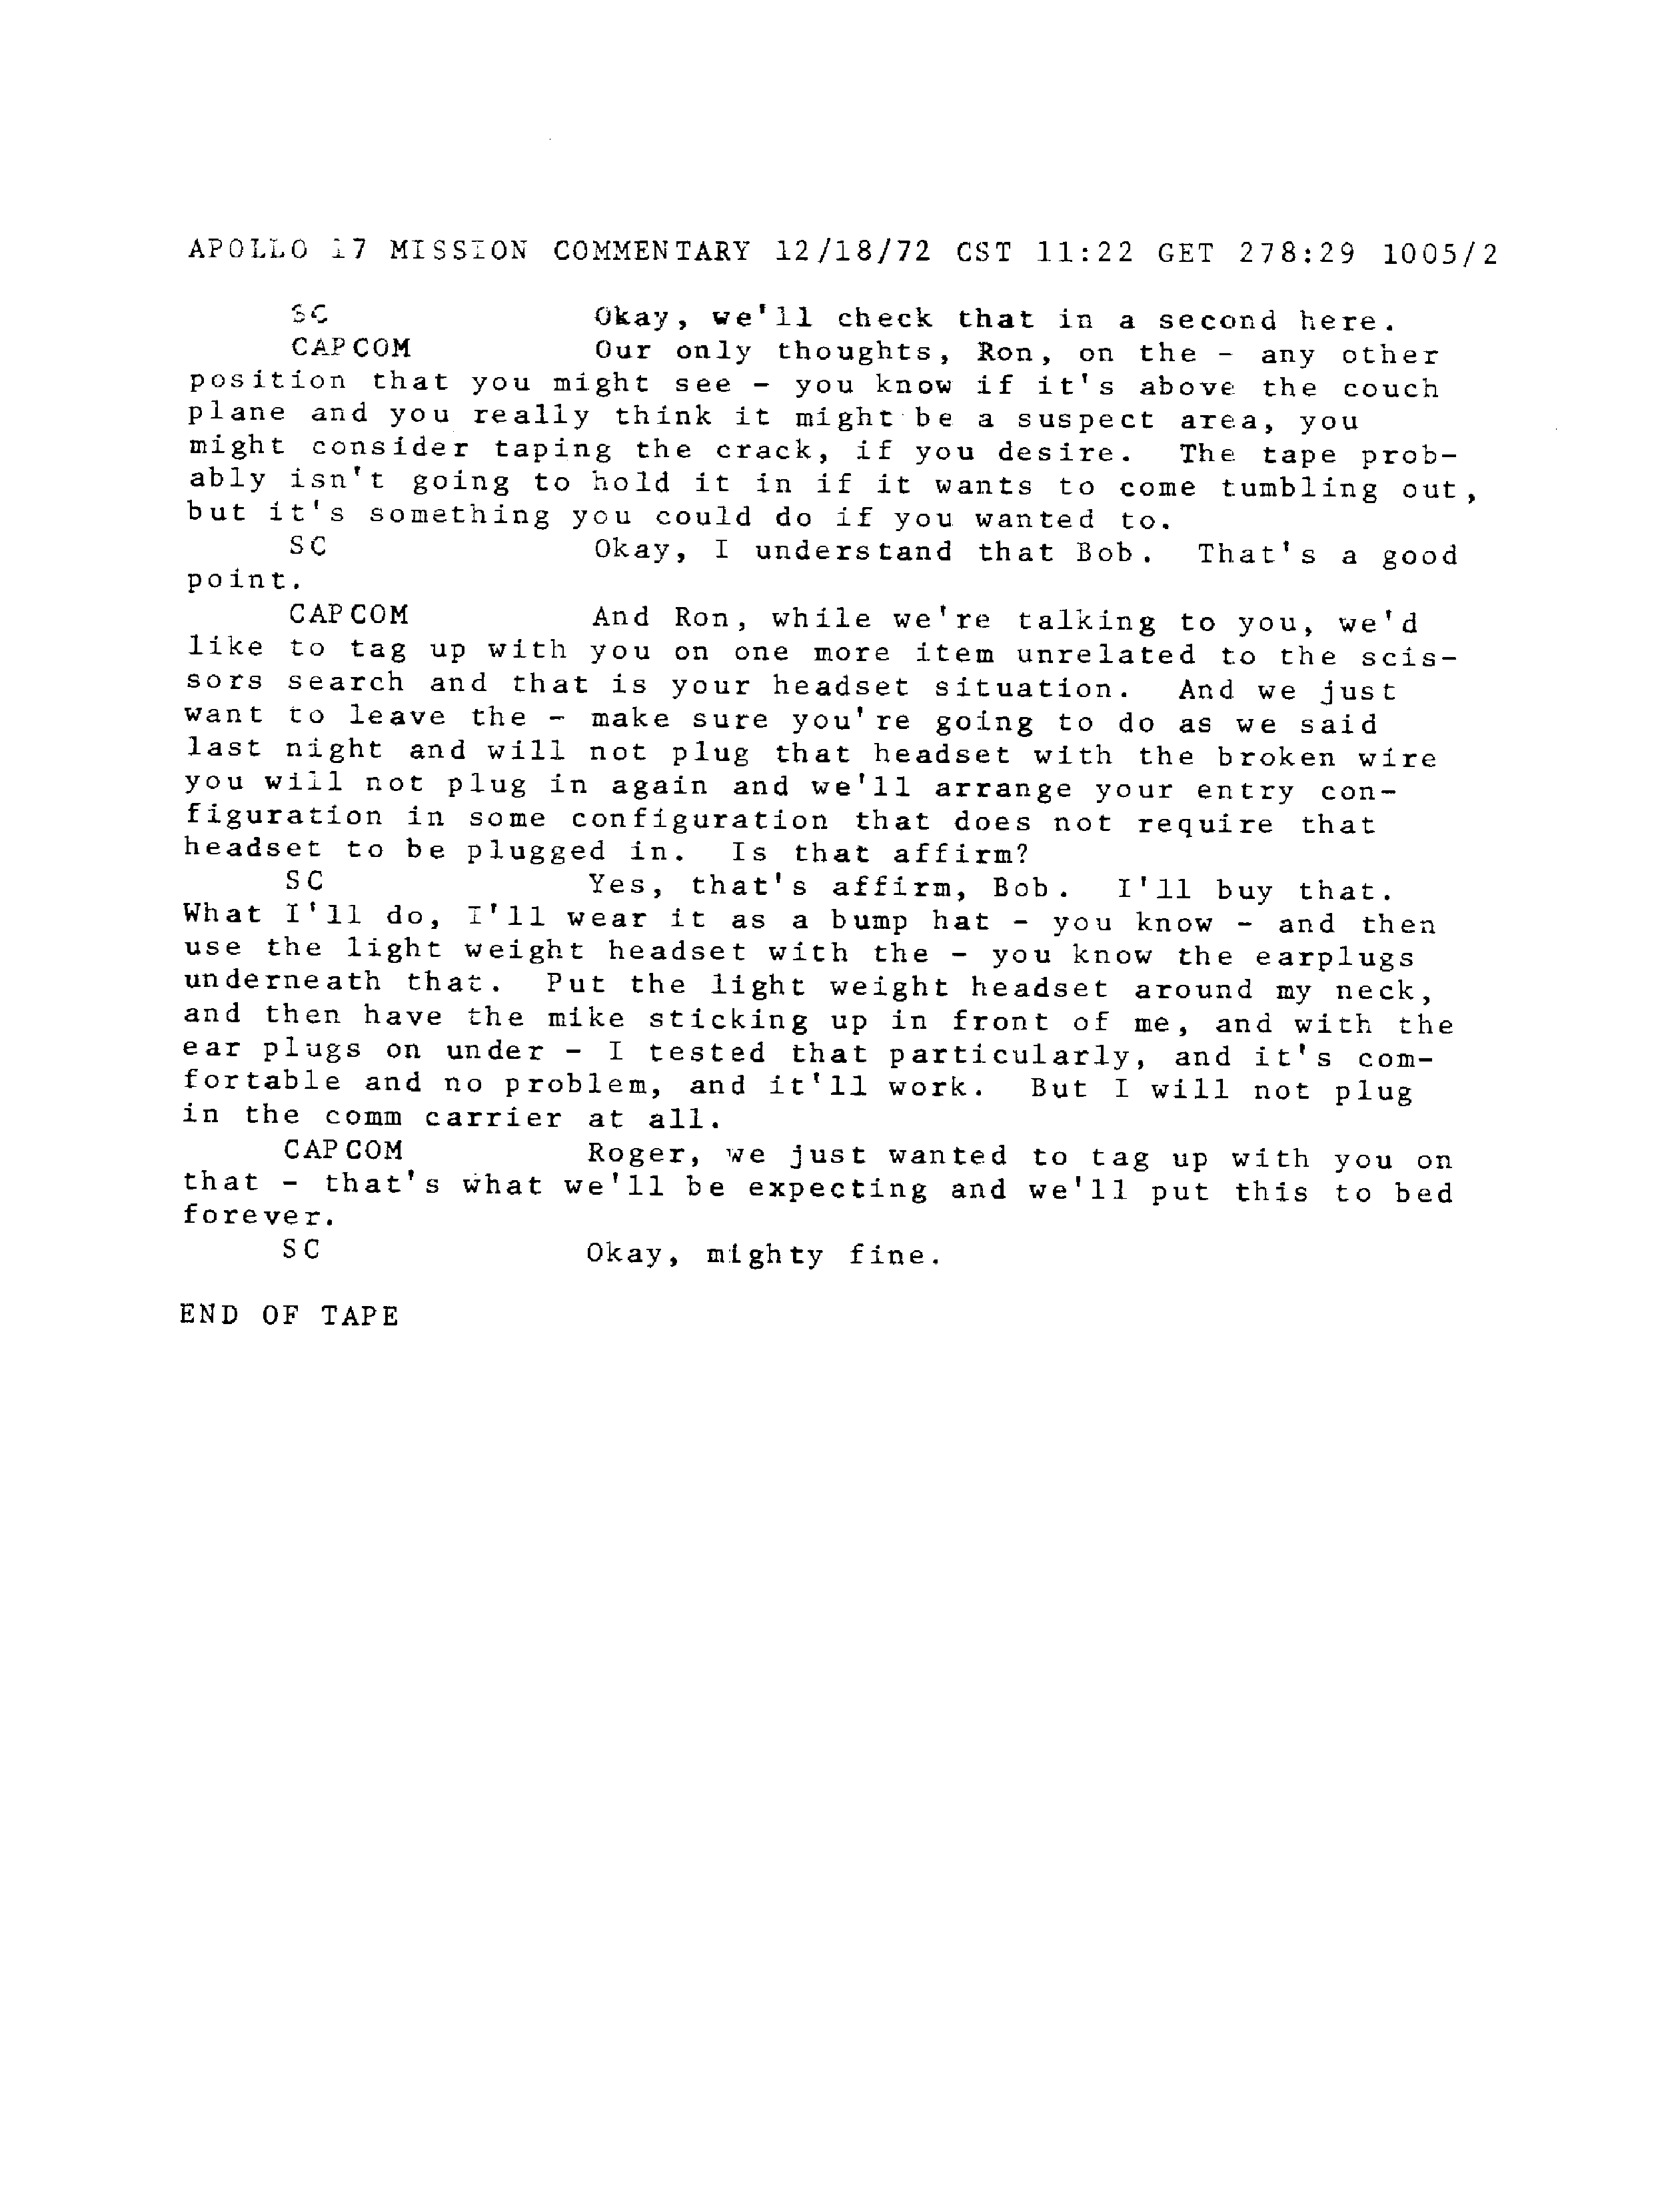 APOLLO 17 MISSION COMMENTARY 12/18/72 CST 11:22 GET 278:29 1005/2
SC Okay, we'll check that in a second here.
CAPCOM Our only thoughts, Ron, on the - any other
position that you might see - you know if it's above the couch
plane and you really think it might be a suspect area, you
might consider taping the crack, if you desire. The tape prob-
ably isn't going to hold it in if it wants to come tumbling out,
but it's something you could do if you wanted to.
SC Okay, I understand that Bob. That's a good
point.
CAPCOM And Ron, while we're talking to you, we'd
like to tag up with you on one more item unrelated to the scis-
sors search and that is your headset situation. And we just
want to leave the - make sure you're going to do as we said
last night and will not plug that headset with the broken wire
you will not plug in again and we'll arrange your entry con-
figuration in some configuration that does not require that
headset to be plugged in. Is that affirm?
SC Yes, that's affirm, Bob. I'll buy that.
What I'll do, I'll wear it as a bump hat - you know - and then
use the light weight headset with the - you know the earplugs
underneath that. Put the light weight headset around my neck,
and then have the mike sticking up in front of me, and with the
ear plugs on under - I tested that particularly, and it's com-
fortable and no problem, and it'll work. But I will not plug
in the comm carrier at all.
CAPCOM Roger, we just wanted to tag up with you on
that - that's what we'll be expecting and we'll put this to bed
forever.
SC Okay, mighty fine.
END OF TAPE